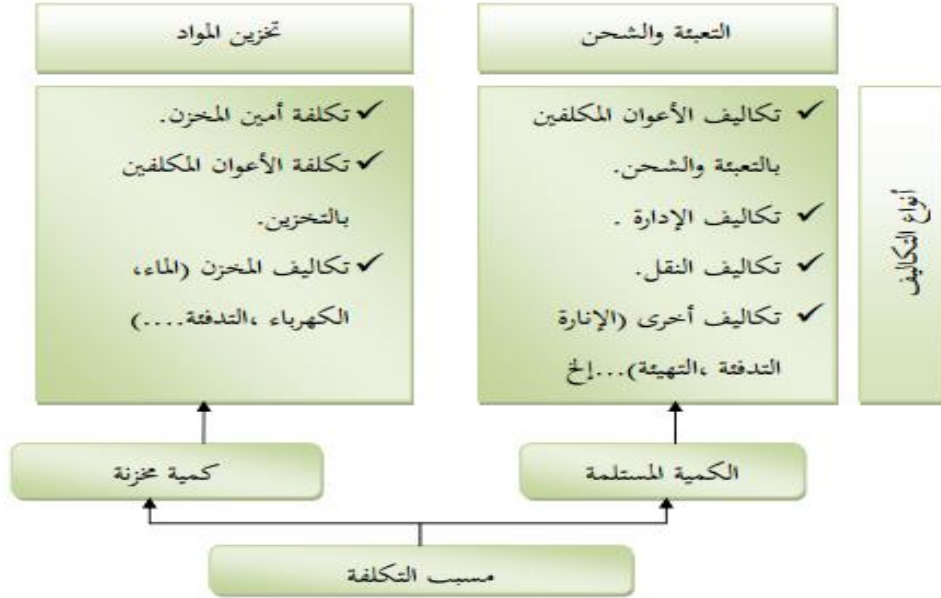 التعبئة والشحن
تخزين المواد
أنواع التكاليف
✓ تكاليف الأعوان المكلفين
بالتعبئة والشحن.
✓ تكاليف الإدارة .
✓ تكاليف النقل.
✓ تكاليف أخرى (الإنارة
التدفئة ،التهيئة)...إلخ
✓ تكلفة أمين المخزن.
✓ تكلفة الأعوان المكلفين
بالتخزين.
✓ تكاليف المخزن (الماء،
الكهرباء ،التدفئة....)
الكمية المستلمة
كمية مخزنة
مسبب التكلفة